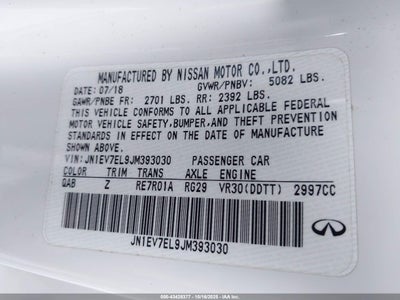 MANUFACTURED BY NISSAN MOTOR CO.,LTD.
DATE: 07/18 GVWR/PNBV: 5082 LBS.
GAWR/PNBE FR: 2701 LBS. RR: 2392 LBS.
THIS VEHICLE CONFORMS TO ALL APPLICABLE FEDERAL
MOTOR VEHICLE SAFETY,BUMPER,AND THEFT PREVENTION
STANDARDS IN EFFECT ON THE DATE OF MANUFACTURE
SHOWN ABOVE.
VIN: JN1EV7EL9JM393030 PASSENGER CAR
COLOR TRIM TRANS AXLE ENGINE
QAB Z RE7R01A RG29 VR30(DDTT) 2997CC
JN1EV7EL9JM393030
INFINITI